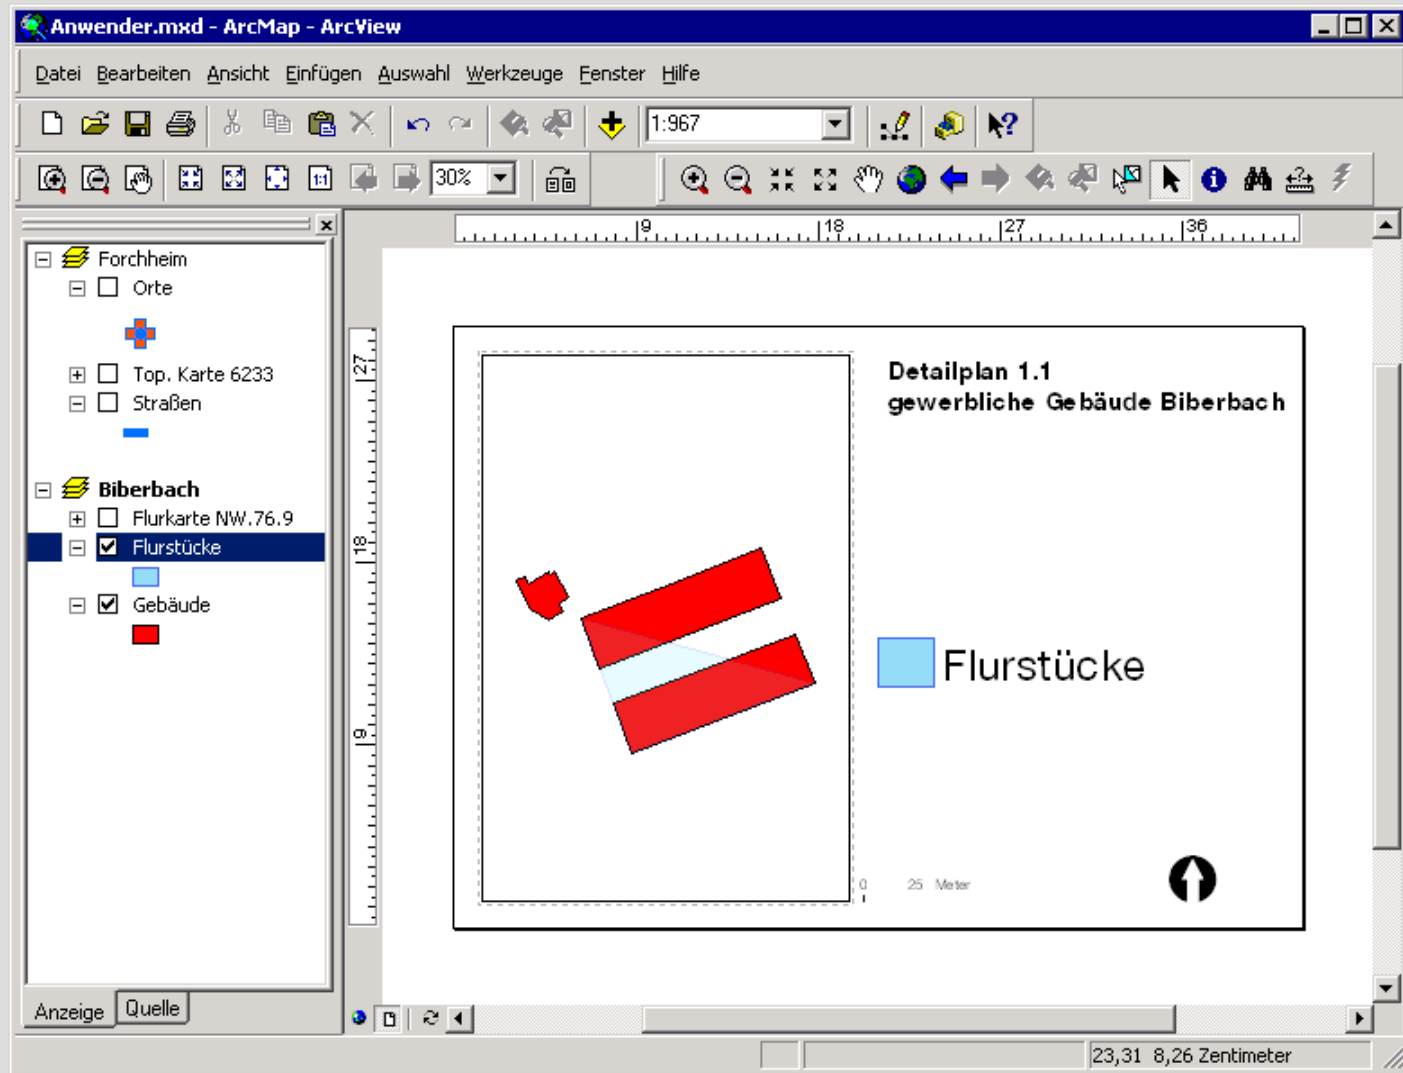 Anwender.mxd - ArcMap - ArcView
Datei Bearbeiten Ansicht Einfügen Auswahl Werkzeuge Fenster Hilfe
1:967
1:1 30%
Forchheim
Orte
Top. Karte 6233
Straßen
Biberbach
Flurkarte NW.76.9
Flurstücke
Gebäude
Anzeige Quelle
9 18 27 36
27
18
9
Detailplan 1.1
gewerbliche Gebäude Biberbach
Flurstücke
0 25 Meter
23,31 8,26 Zentimeter